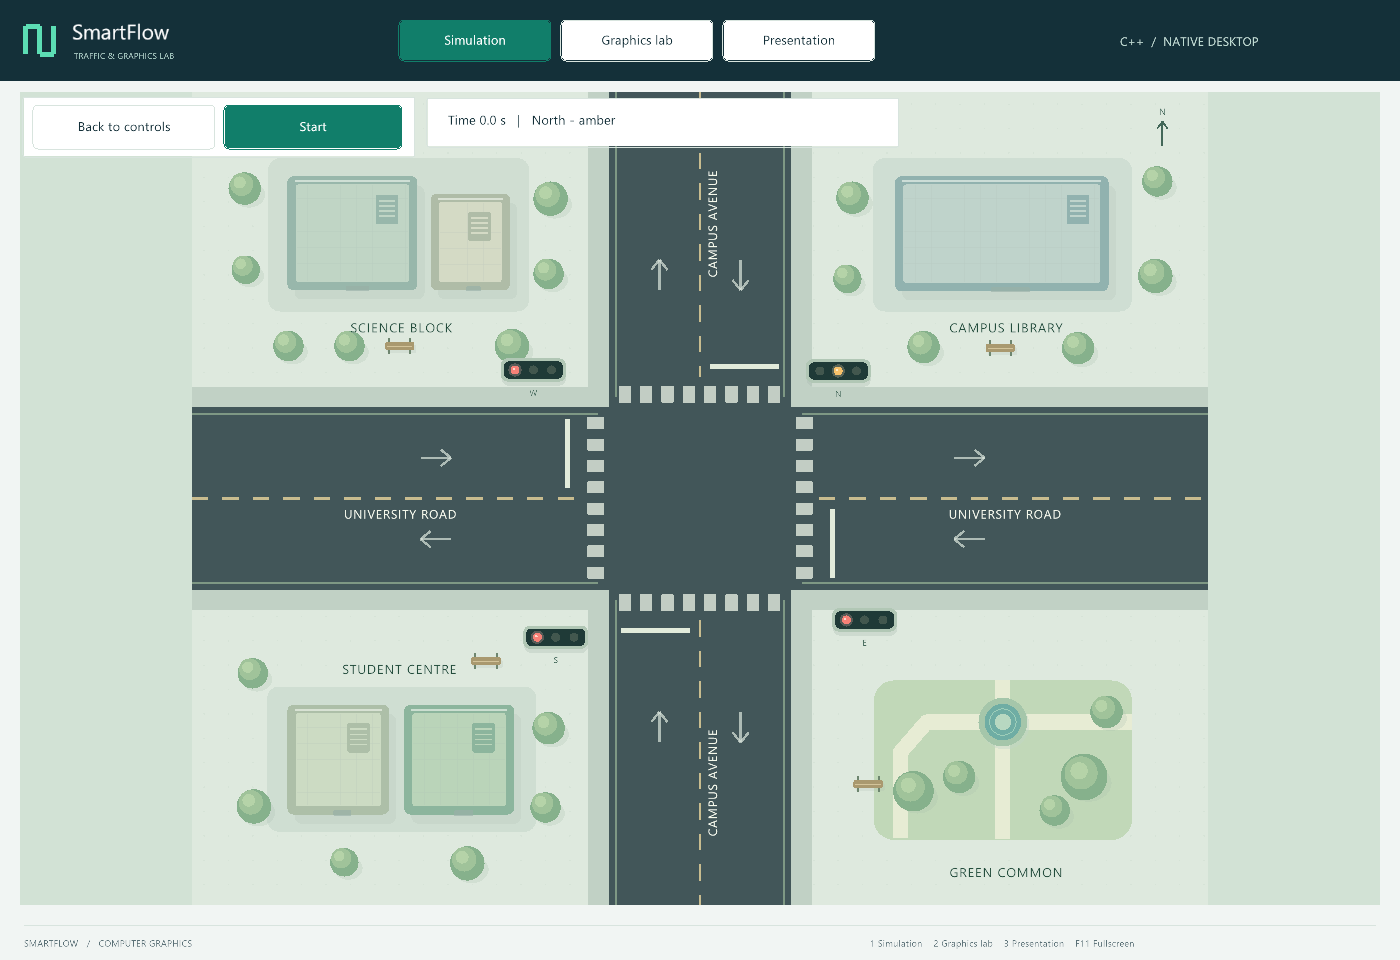 SmartFlow
TRAFFIC & GRAPHICS LAB
Simulation
Graphics lab
Presentation
C++ / NATIVE DESKTOP
Back to controls
Start
Time 0.0 s | North - amber
N
CAMPUS AVENUE
SCIENCE BLOCK
CAMPUS LIBRARY
W
N
UNIVERSITY ROAD
UNIVERSITY ROAD
S
E
STUDENT CENTRE
CAMPUS AVENUE
GREEN COMMON
SMARTFLOW / COMPUTER GRAPHICS
1 Simulation 2 Graphics lab 3 Presentation F11 Fullscreen